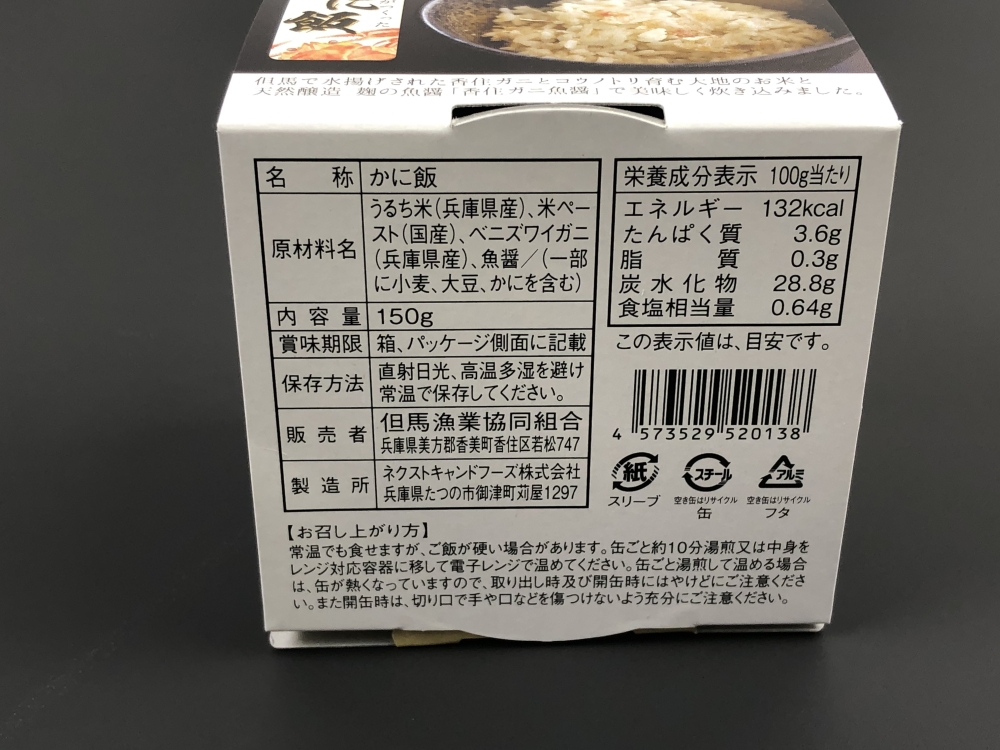 に飯
但馬で水揚げされた香住ガニとコウノトリ育む大地のお米と
天然醸造 麹の魚醤「香住ガニ魚醤」で美味しく炊き込みました。
名称 かに飯
原材料名
うるち米(兵庫県産)、米ペー
スト(国産)、ベニズワイガニ
(兵庫県産)、魚醤/(一部
に小麦、大豆、かにを含む)
内容量 150g
賞味期限 箱、パッケージ側面に記載
保存方法
直射日光、高温多湿を避け
常温で保存してください。
販売者
但馬漁業協同組合
兵庫県美方郡香美町香住区若松747
製造所
ネクストキャンドフーズ株式会社
兵庫県たつの市御津町苅屋1297
栄養成分表示 100g当たり
エネルギー 132kcal
たんぱく質 3.6g
脂質 0.3g
炭水化物 28.8g
食塩相当量 0.64g
この表示値は、目安です。
4 573529 520138
紙
スリーブ
スチール
空き缶はリサイクル
缶
アルミ
空き缶はリサイクル
フタ
【お召し上がり方】
常温でも食せますが、ご飯が硬い場合があります。缶ごと約10分湯煎又は中身を
レンジ対応容器に移して電子レンジで温めてください。缶ごと湯煎して温める場合
は、缶が熱くなっていますので、取り出し時及び開缶時にはやけどにご注意くださ
い。また開缶時は、切り口で手や口などを傷つけないよう充分にご注意ください。